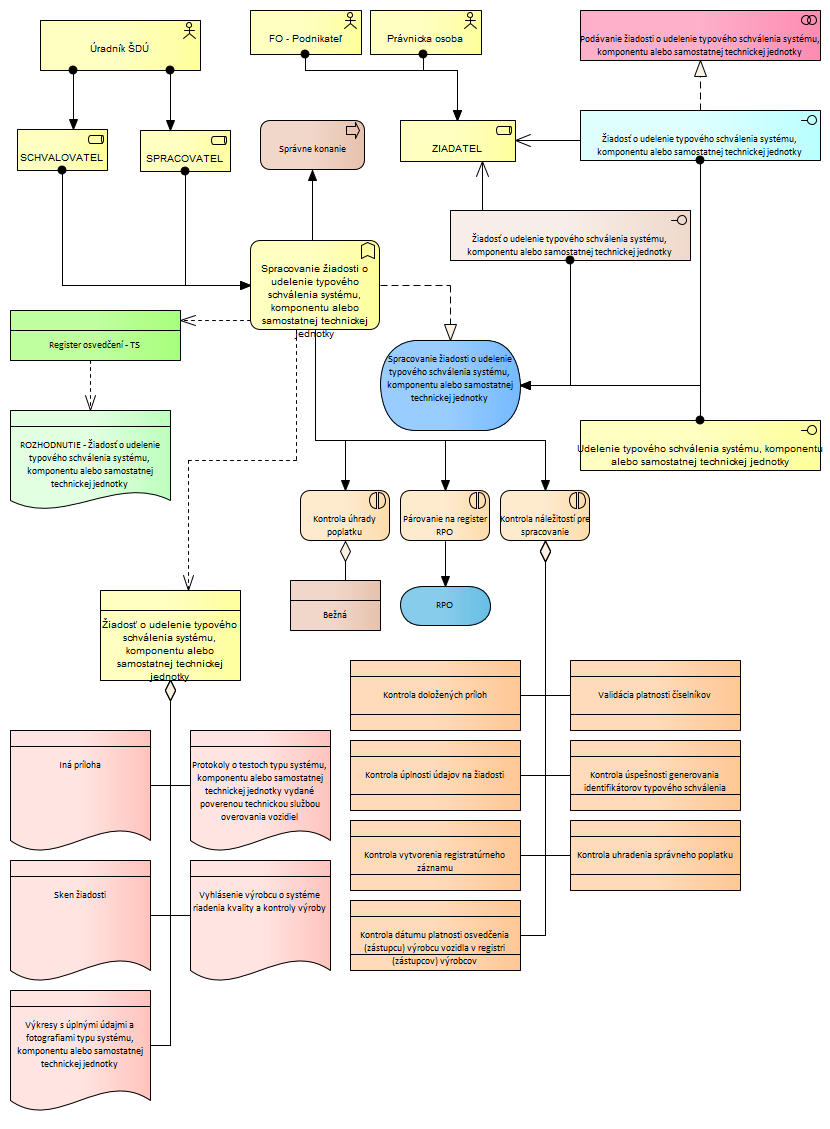 Úradník ŠDÚ
FO - Podnikateľ
Právnicka osoba
Podávanie žiadosti o udelenie typového schválenia systému,
komponentu alebo samostatnej technickej jednotky
SCHVALOVATEL
SPRACOVATEL
Správne konanie
ZIADATEL
Žiadosť o udelenie typového schválenia systému,
komponentu alebo samostatnej technickej jednotky
Žiadosť o udelenie typového schválenia systému,
komponentu alebo samostatnej technickej jednotky
Spracovanie žiadosti o
udelenie typového
schválenia systému,
komponentu alebo
samostatnej technickej
jednotky
Register osvedčení - TS
Spracovanie žiadosti o udelenie
typového schválenia systému,
komponentu alebo samostatnej
technickej jednotky
ROZHODNUTIE - Žiadosť o udelenie
typového schválenia systému,
komponentu alebo samostatnej
technickej jednotky
Udelenie typového schválenia systému, komponentu
alebo samostatnej technickej jednotky
Kontrola úhrady
poplatku
Párovanie na register
RPO
Kontrola náležitostí pre
spracovanie
Bežná
RPO
Žiadosť o udelenie typového
schválenia systému,
komponentu alebo
samostatnej technickej
jednotky
Kontrola doložených príloh
Validácia platnosti číselníkov
Iná príloha
Protokoly o testoch typu systému,
komponentu alebo samostatnej
technickej jednotky vydané
poverenou technickou službou
overovania vozidiel
Kontrola úplnosti údajov na žiadosti
Kontrola úspešnosti generovania
identifikátorov typového schválenia
Kontrola vytvorenia registratúrneho
záznamu
Kontrola uhradenia správneho poplatku
Sken žiadosti
Vyhlásenie výrobcu o systéme
riadenia kvality a kontroly výroby
Kontrola dátumu platnosti osvedčenia
(zástupcu) výrobcu vozidla v registri
(zástupcov) výrobcov
Výkresy s úplnými údajmi a
fotografiami typu systému,
komponentu alebo samostatnej
technickej jednotky